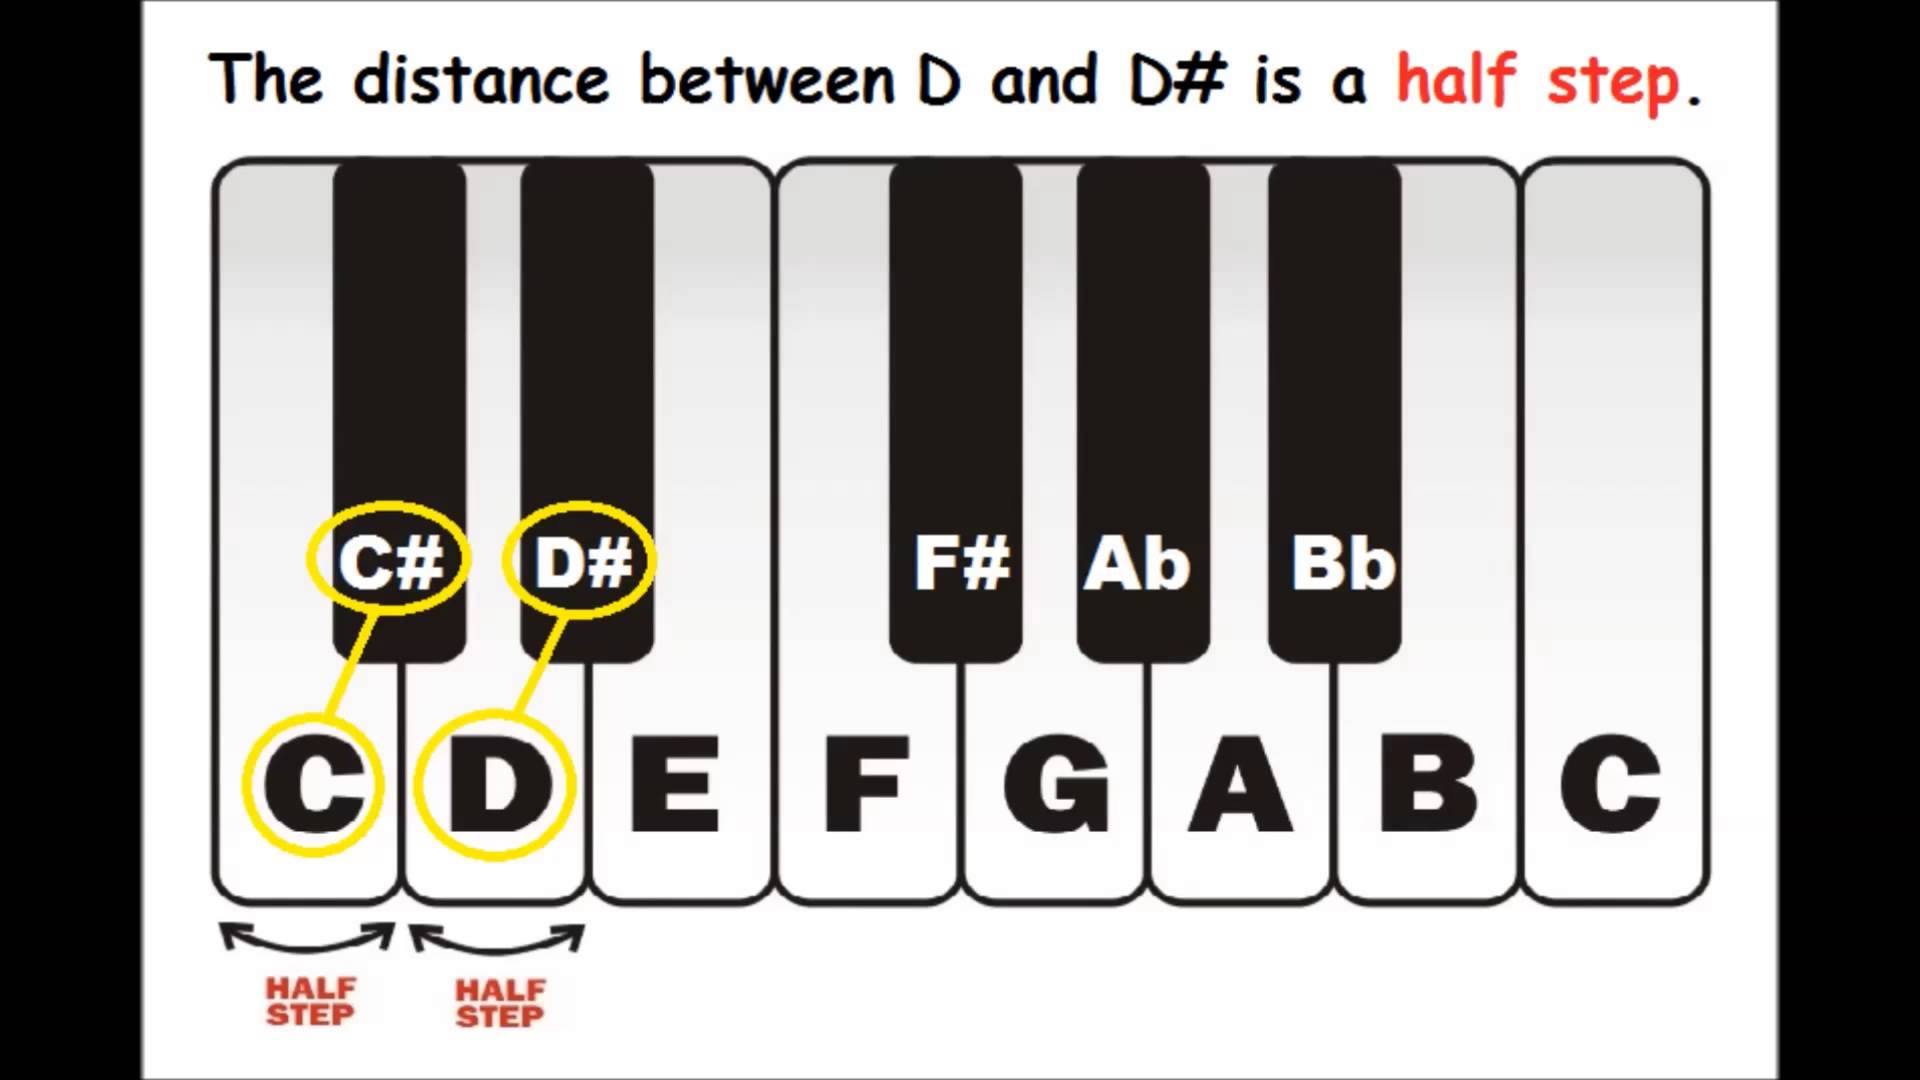 The distance between D and D# is a half step.
C# D# F# Ab Bb
C D E F G A B C
HALF HALF
STEP STEP